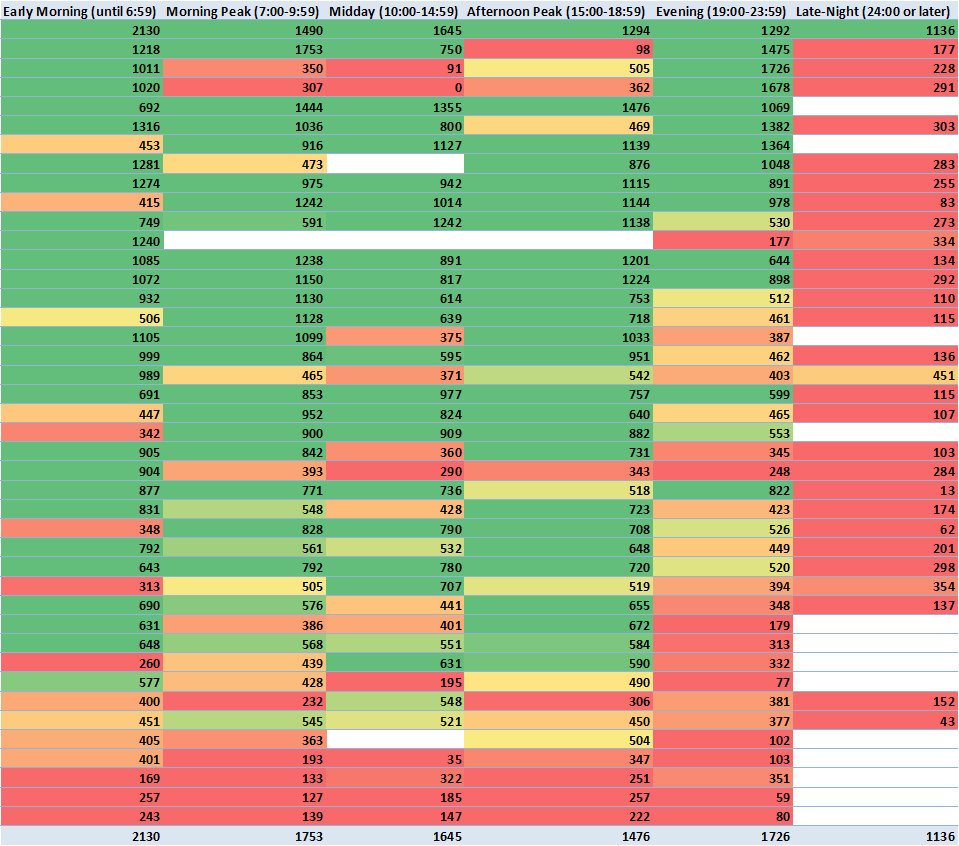 Early Morning (until 6:59) Morning Peak (7:00-9:59) Midday (10:00-14:59) Afternoon Peak (15:00-18:59) Evening (19:00-23:59) Late-Night (24:00 or later)
2130 1490 1645 1294 1292 1136
1218 1753 750 98 1475 177
1011 350 91 505 1726 228
1020 307 0 362 1678 291
692 1444 1355 1476 1069
1316 1036 800 469 1382 303
453 916 1127 1139 1364
1281 473 876 1048 283
1274 975 942 1115 891 255
415 1242 1014 1144 978 83
749 591 1242 1138 530 273
1240 177 334
1085 1238 891 1201 644 134
1072 1150 817 1224 898 292
932 1130 614 753 512 110
506 1128 639 718 461 115
1105 1099 375 1033 387
999 864 595 951 462 136
989 465 371 542 403 451
691 853 977 757 599 115
447 952 824 640 465 107
342 900 909 882 553
905 842 360 731 345 103
904 393 290 343 248 284
877 771 736 518 822 13
831 548 428 723 423 174
348 828 790 708 526 62
792 561 532 648 449 201
643 792 780 720 520 298
313 505 707 519 394 354
690 576 441 655 348 137
631 386 401 672 179
648 568 551 584 313
260 439 631 590 332
577 428 195 490 77
400 232 548 306 381 152
451 545 521 450 377 43
405 363 504 102
401 193 35 347 103
169 133 322 251 351
257 127 185 257 59
243 139 147 222 80
2130 1753 1645 1476 1726 1136